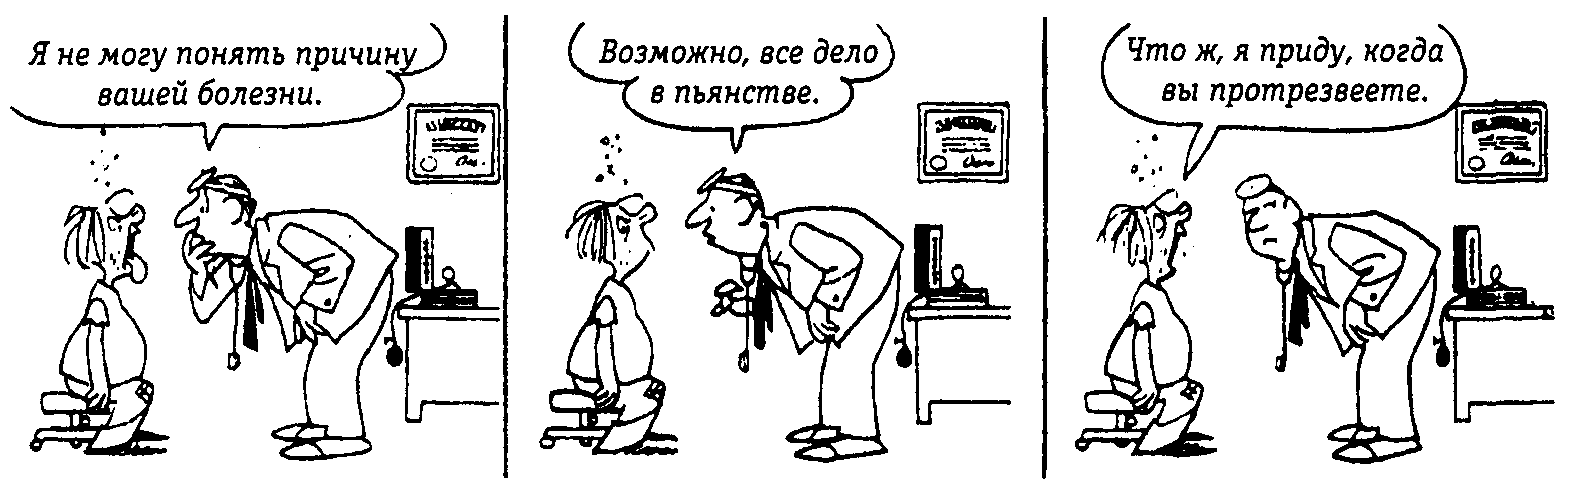 Я не могу понять причину
вашей болезни.
Возможно, все дело
в пьянстве.
Что ж, я приду, когда
вы протрезвеете.